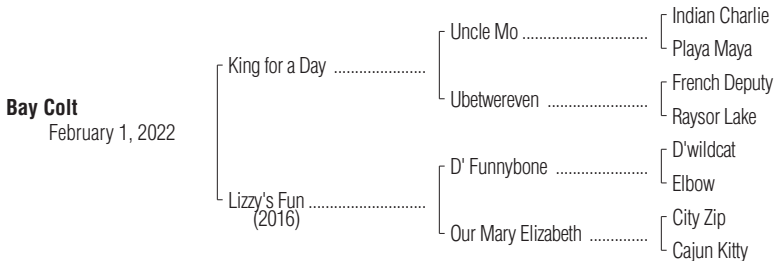 Indian Charlie
Uncle Mo ..............................
Playa Maya
King for a Day ......................
French Deputy
Ubetwereven ........................
Raysor Lake
Bay Colt
February 1, 2022
D'wildcat
D' Funnybone ......................
Elbow
Lizzy's Fun ............................
(2016)
City Zip
Our Mary Elizabeth ..............
Cajun Kitty